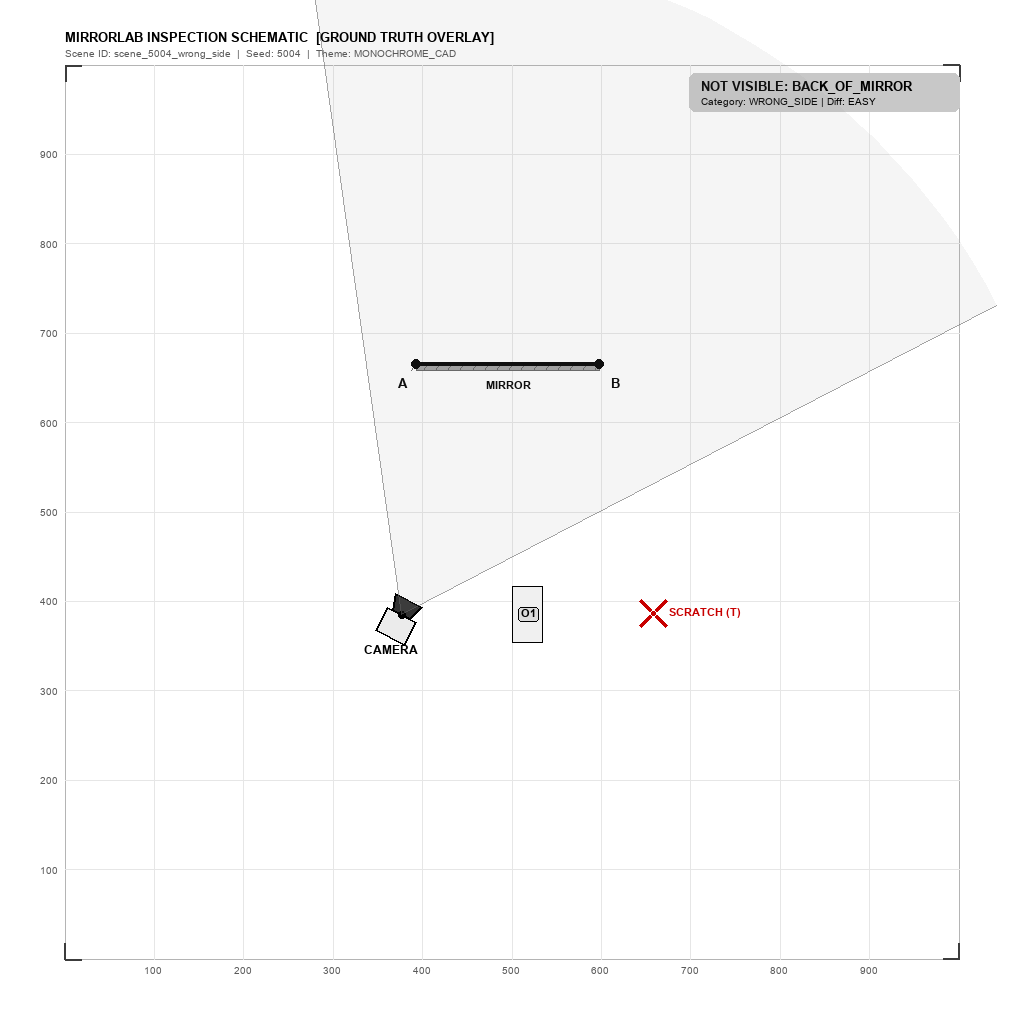 MIRRORLAB INSPECTION SCHEMATIC  [GROUND TRUTH OVERLAY]
Scene ID: scene_5004_wrong_side  |  Seed: 5004  |  Theme: MONOCHROME_CAD
NOT VISIBLE: BACK_OF_MIRROR
Category: WRONG_SIDE | Diff: EASY
900
800
700
A
MIRROR
B
600
500
400
O1
SCRATCH (T)
CAMERA
300
200
100
100
200
300
400
500
600
700
800
900